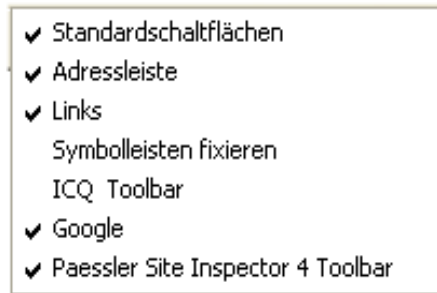 Standardschaltflächen
Adressleiste
Links
Symbolleisten fixieren
ICQ Toolbar
Google
Paessler Site Inspector 4 Toolbar